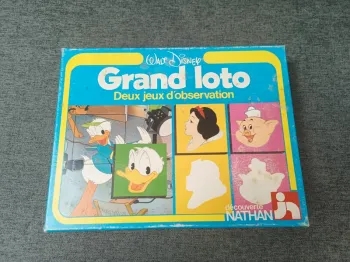 Walt Disney
Grand loto
Deux jeux d'observation
découverte
NATHAN